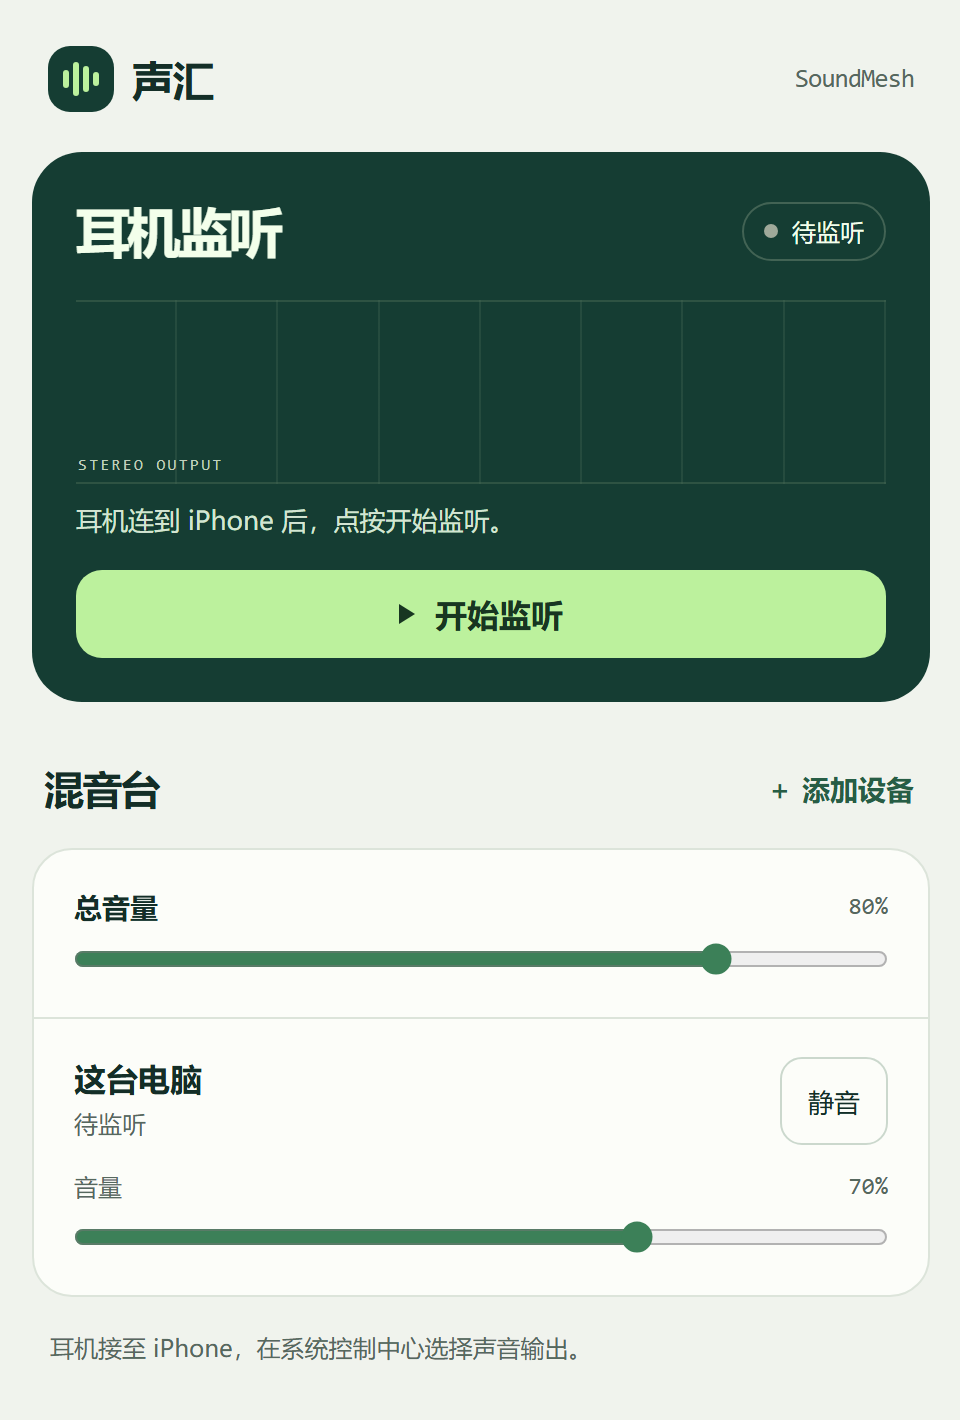 声汇
SoundMesh
耳机监听
待监听
STEREO OUTPUT
耳机连到 iPhone 后，点按开始监听。
开始监听
混音台
+ 添加设备
总音量
80%
这台电脑
待监听
静音
音量
70%
耳机接至 iPhone，在系统控制中心选择声音输出。